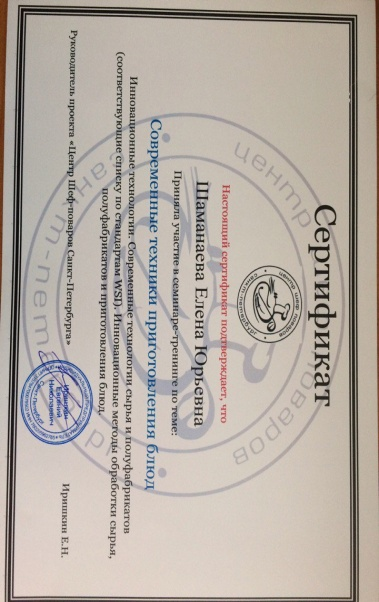 Сертификат
Настоящий сертификат подтверждает, что
Шаманаева Елена Юрьевна
Приняла участие в семинаре-тренинге по теме:
Современные техники приготовления блюд
Инновационные технологии. Современные технологии сырья и полуфабрикатов
(соответствующие списку по стандартам WSI). Инновационные методы обработки сырья,
полуфабрикатов и приготовления блюд.
Руководитель проекта «Центр Шеф-поваров Санкт-Петербурга»
Иришкин Е.Н.
центр
поваров